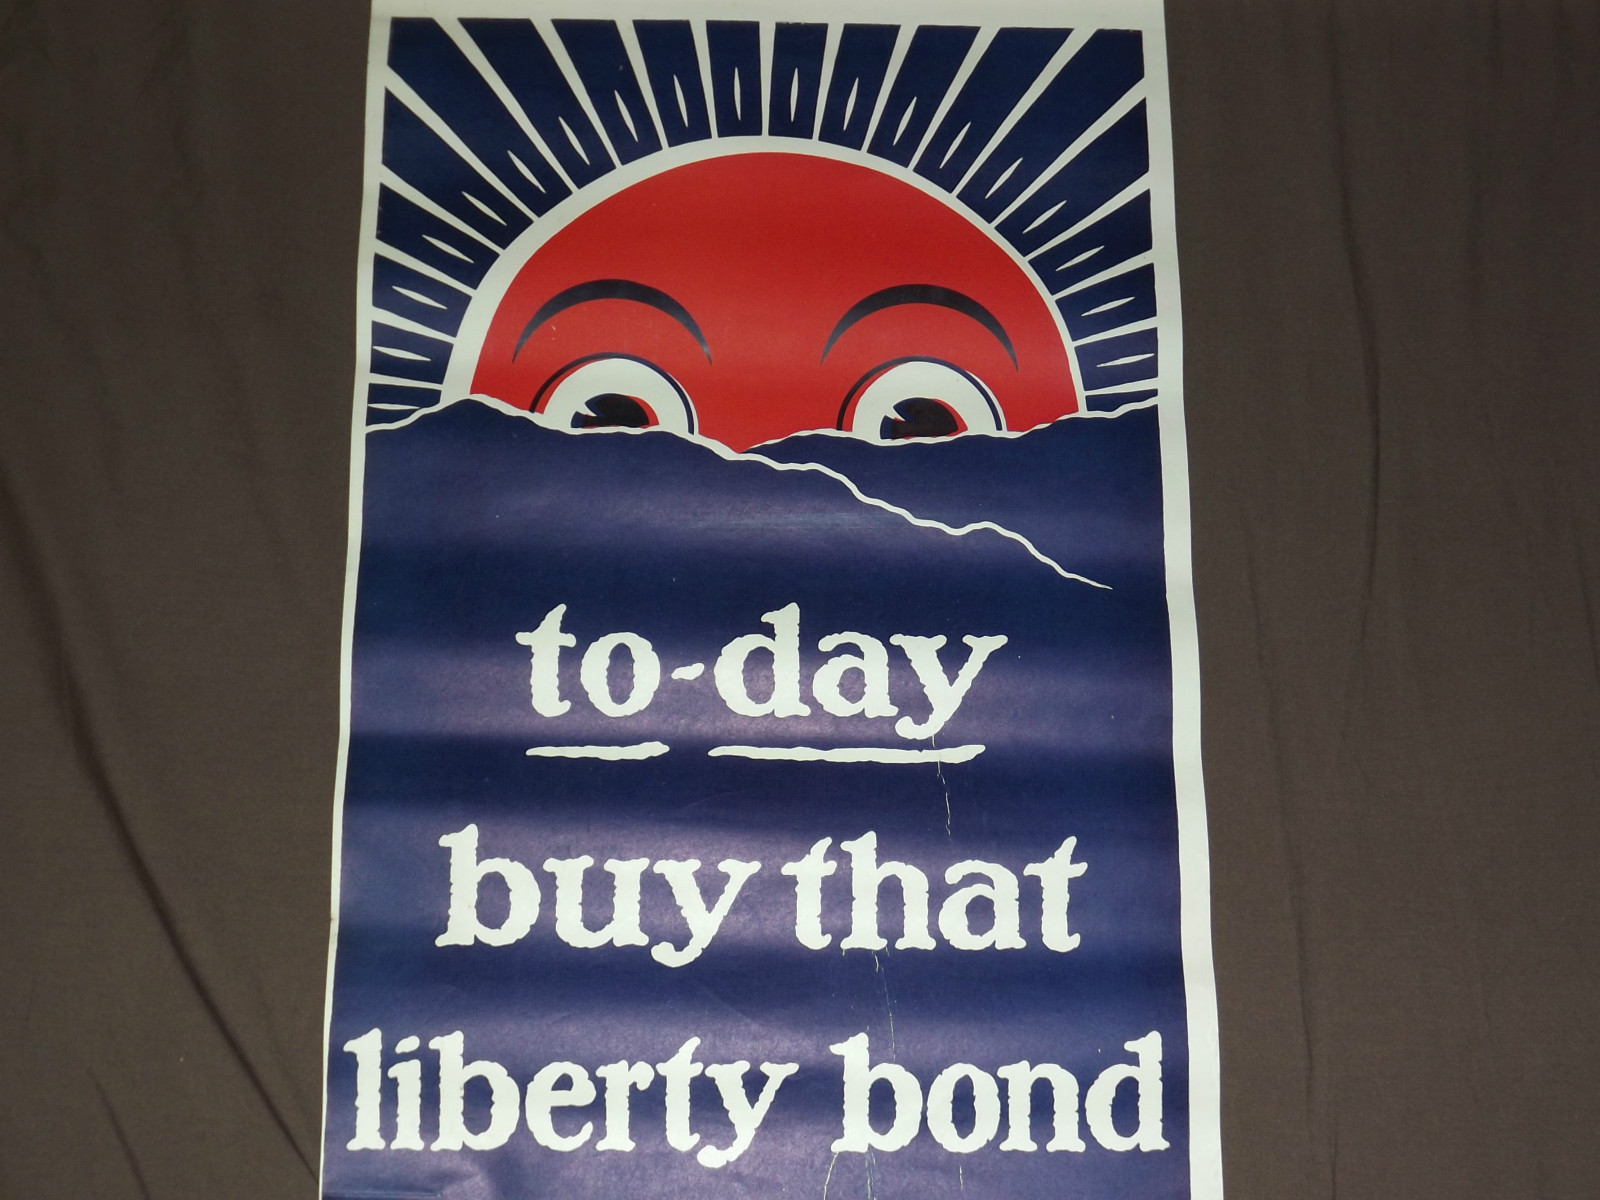 to-day
buy that
liberty bond